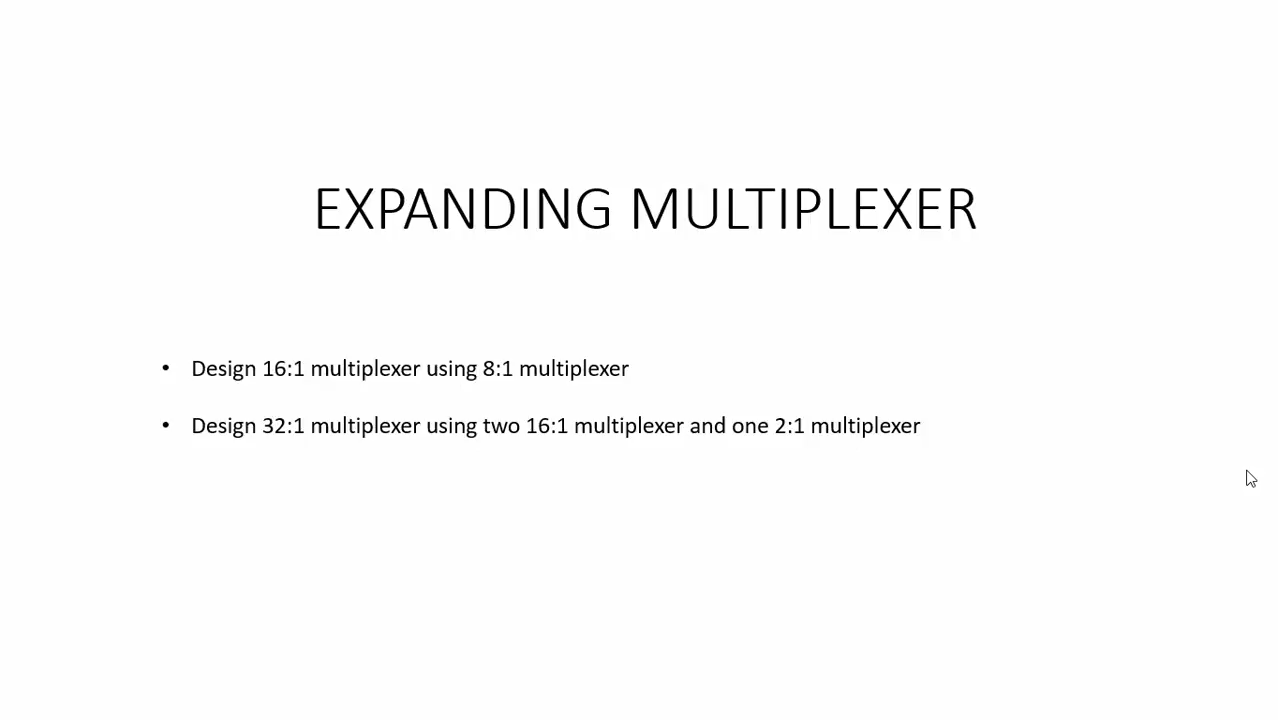 EXPANDING MULTIPLEXER
• Design 16:1 multiplexer using 8:1 multiplexer
• Design 32:1 multiplexer using two 16:1 multiplexer and one 2:1 multiplexer